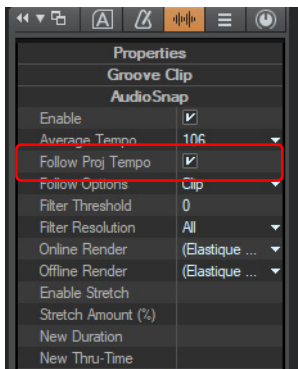 Properties
Groove Clip
AudioSnap
Enable
Average Tempo 106
Follow Proj Tempo
Follow Options Clip
Filter Threshold 0
Filter Resolution All
Online Render (Elastique ...
Offline Render (Elastique ...
Enable Stretch
Stretch Amount (%)
New Duration
New Thru-Time